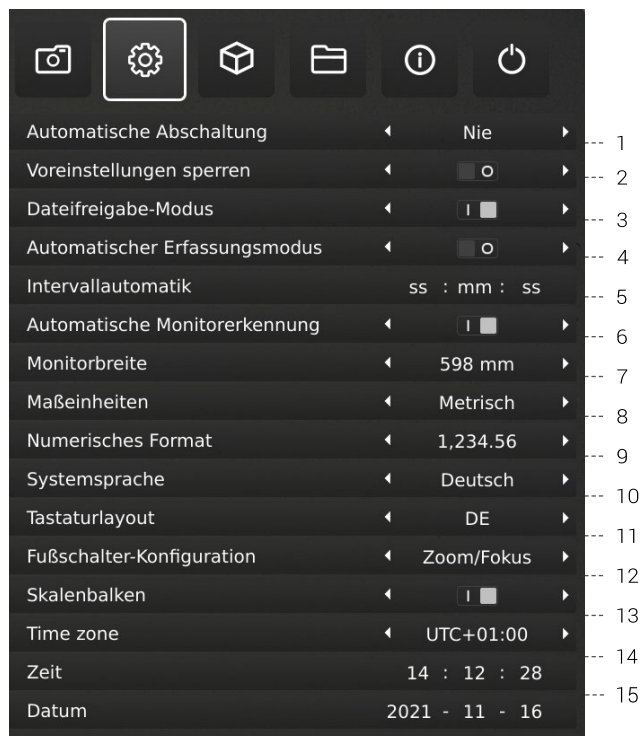 Automatische Abschaltung Nie
1
Voreinstellungen sperren O
2
Dateifreigabe-Modus I
3
Automatischer Erfassungsmodus O
4
Intervallautomatik ss : mm : ss
5
Automatische Monitorerkennung I
6
Monitorbreite 598 mm
7
Maßeinheiten Metrisch
8
Numerisches Format 1,234.56
9
Systemsprache Deutsch
10
Tastaturlayout DE
11
Fußschalter-Konfiguration Zoom/Fokus
12
Skalenbalken I
13
Time zone UTC+01:00
14
Zeit 14 : 12 : 28
15
Datum 2021 - 11 - 16